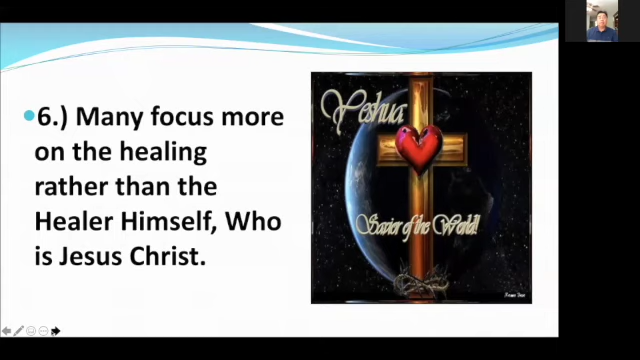 6.) Many focus more
on the healing
rather than the
Healer Himself, Who
is Jesus Christ.
Yeshua
Savior of the World!